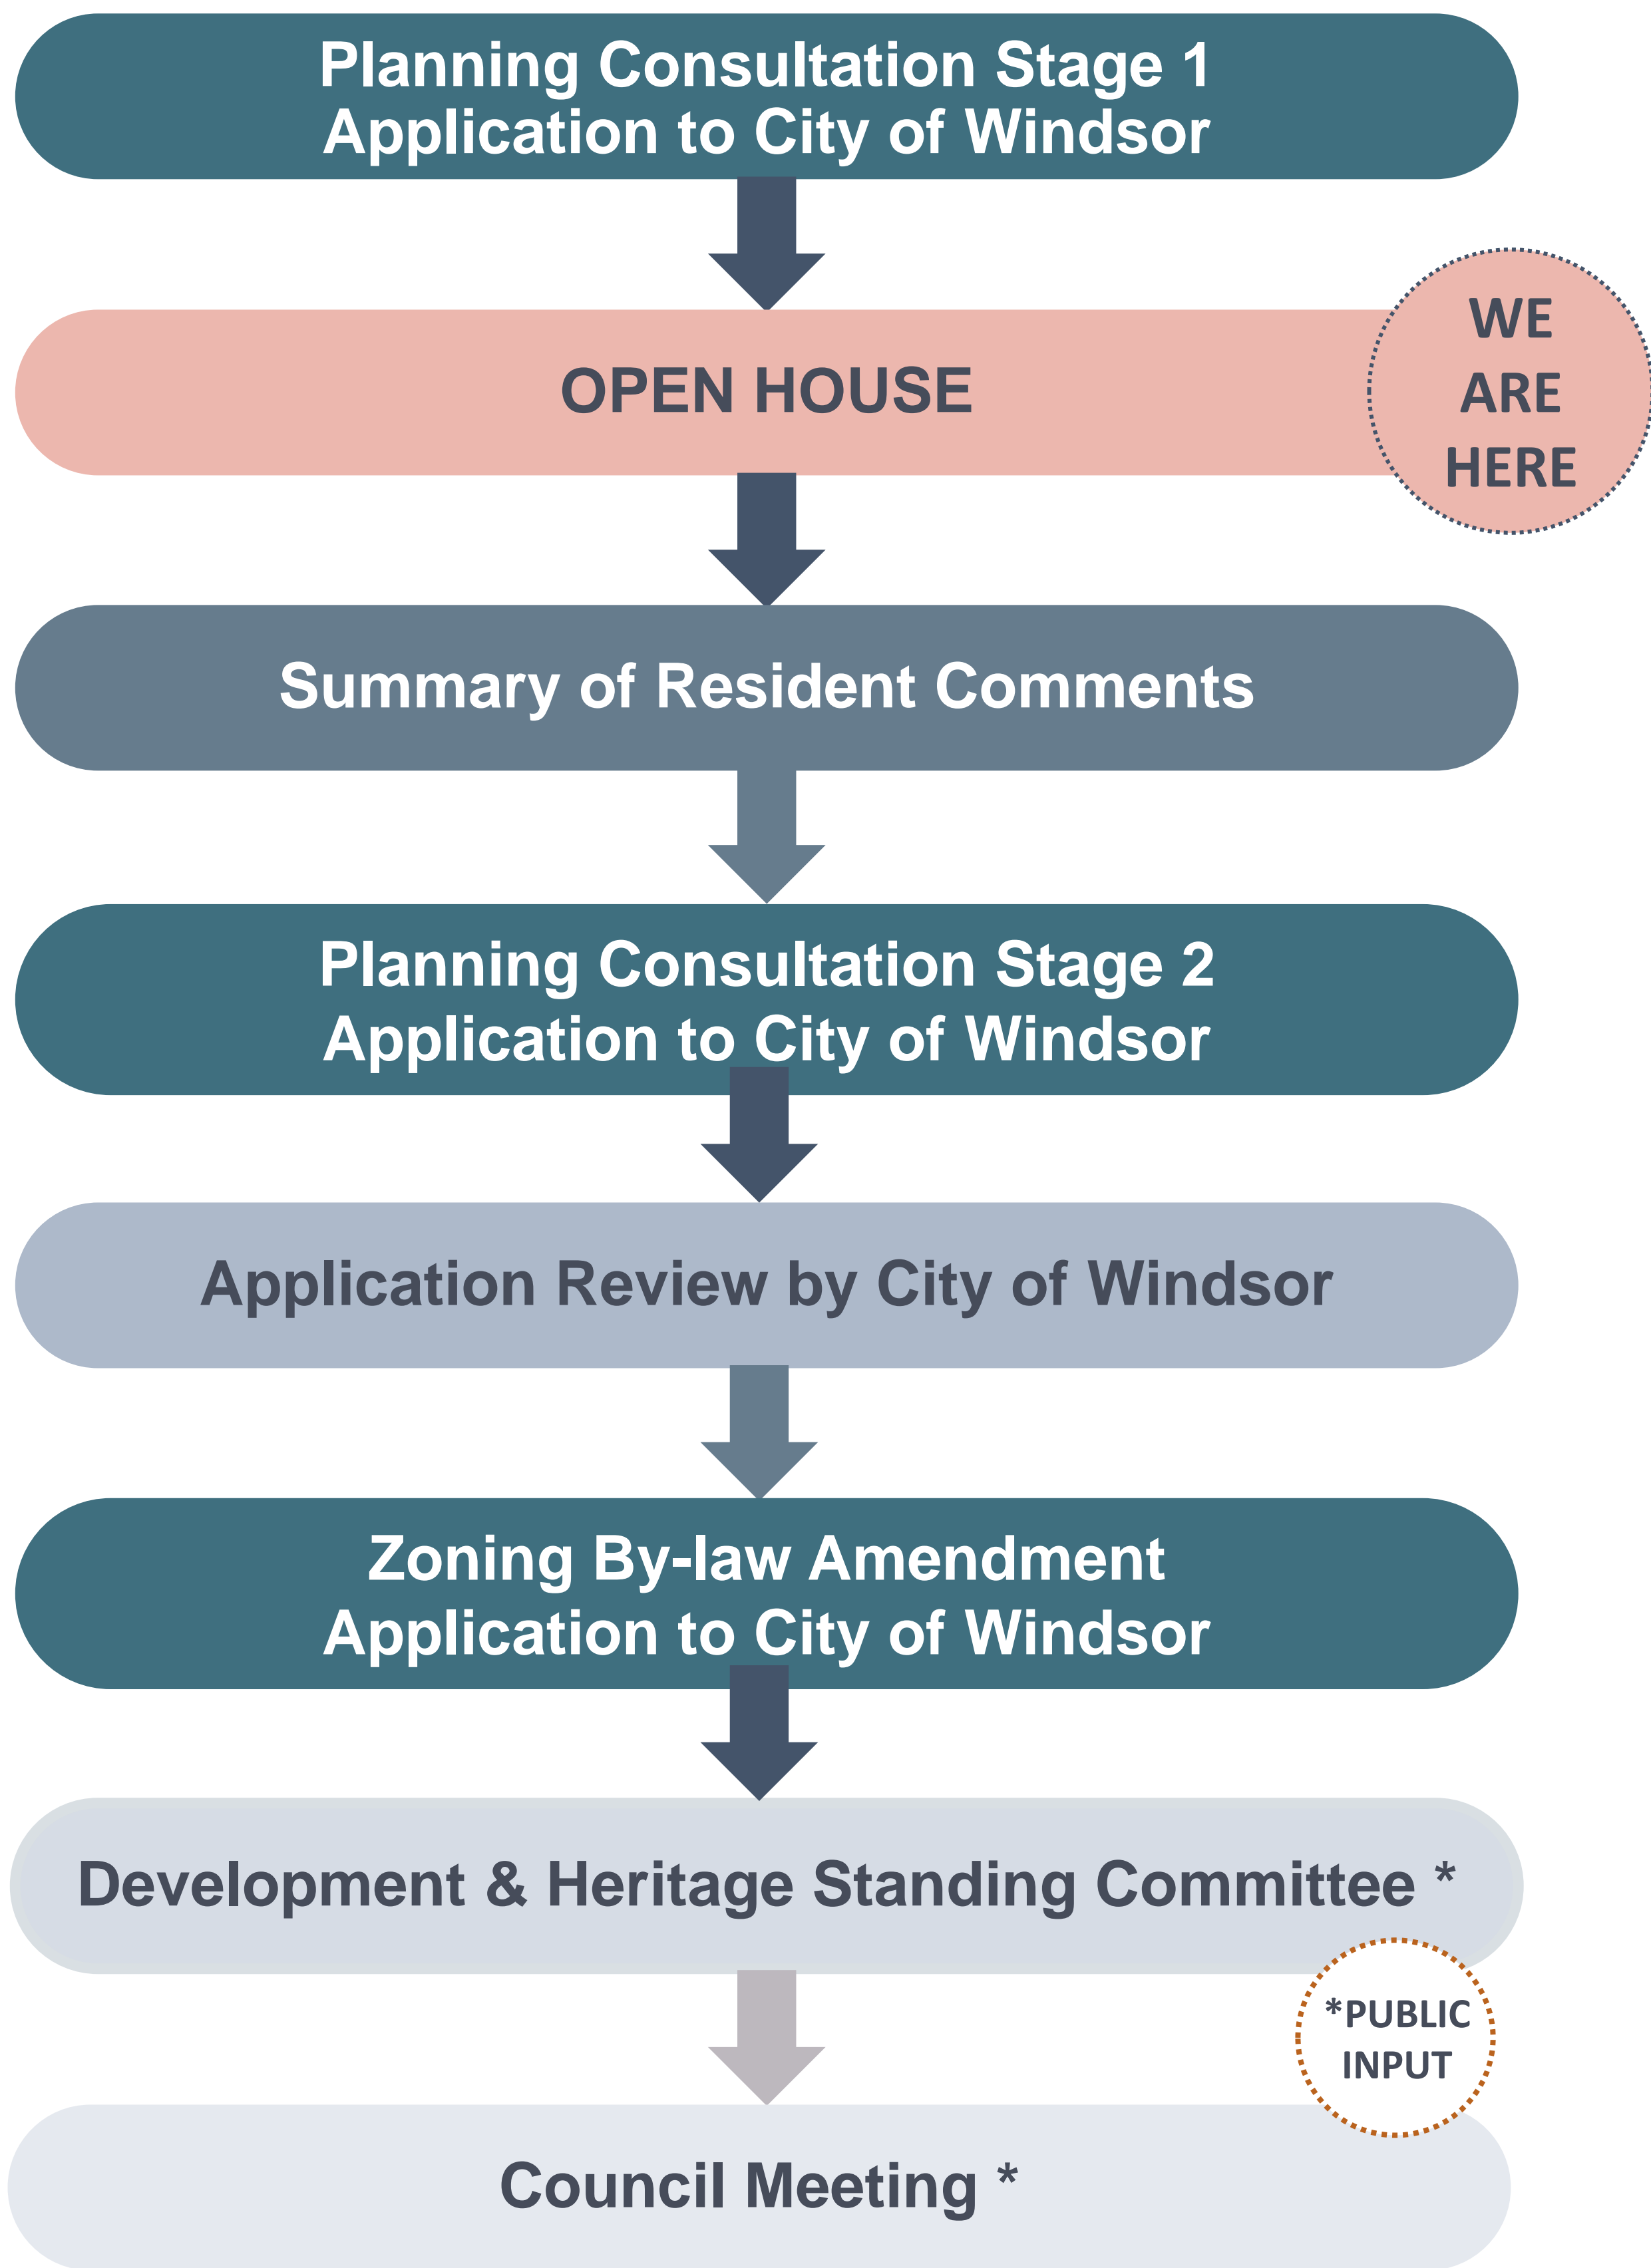 Planning Consultation Stage 1
Application to City of Windsor
OPEN HOUSE
WE
ARE
HERE
Summary of Resident Comments
Planning Consultation Stage 2
Application to City of Windsor
Application Review by City of Windsor
Zoning By-law Amendment
Application to City of Windsor
Development & Heritage Standing Committee *
*PUBLIC
INPUT
Council Meeting *